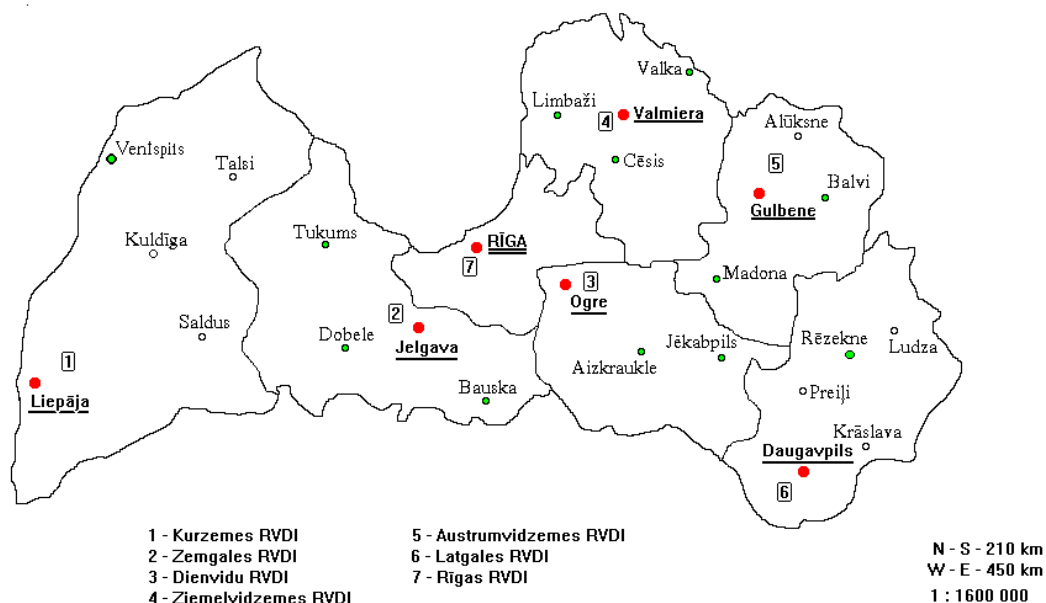 Valka
Limbaži
4
Valmiera
Alūksne
Ventspils
Talsi
Cēsis
5
Balvi
Gulbene
Kuldīga
Tukums
RĪGA
7
Madona
3
Ogre
Saldus
2
Jelgava
Dobele
Jēkabpils
Aizkraukle
Rēzekne
Ludza
1
Liepāja
Bauska
Preiļi
Krāslava
Daugavpils
6
1 - Kurzemes RVDI
2 - Zemgales RVDI
3 - Dienvidu RVDI
4 - Ziemelvidzemes RVDI
5 - Austrumvidzemes RVDI
6 - Latgales RVDI
7 - Rīgas RVDI
N - S - 210 km
W - E - 450 km
1 : 1600 000